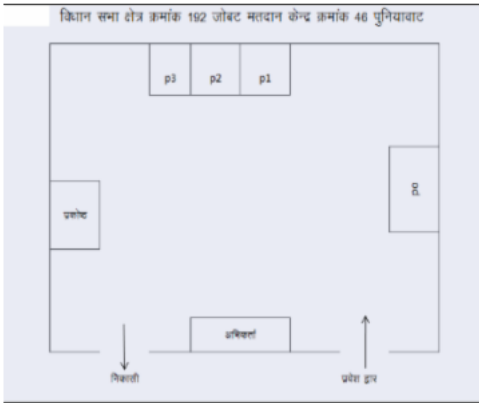 विधान सभा क्षेत्र क्रमांक 192 जोबट मतदान केन्द्र क्रमांक 46 पुनियावाट
p3 p2 p1
po
प्रकोष्ट
अभिकर्ता
निकासी प्रवेश द्वार